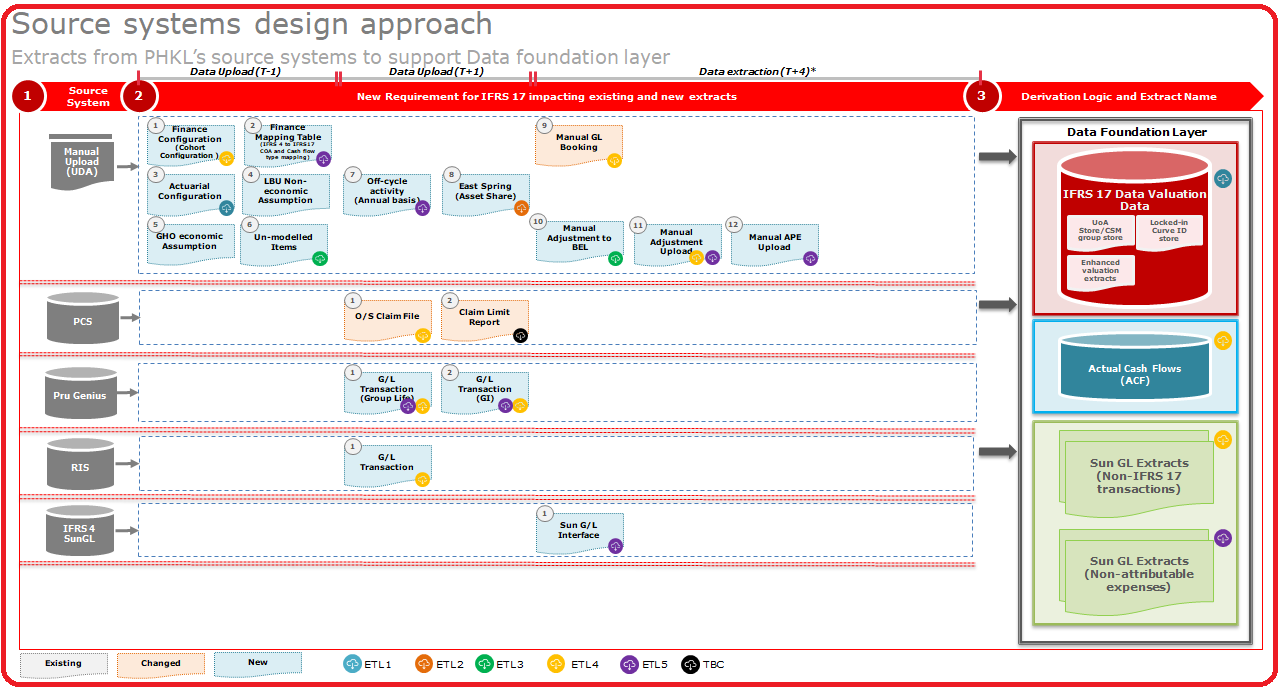 Source systems design approach
Extracts from PHKL's source systems to support Data foundation layer
Data Upload (T-1)
Data Upload (T+1)
Data extraction (T+4)*
1
Source
System
2
New Requirement for IFRS 17 impacting existing and new extracts
3
Derivation Logic and Extract Name
Manual
Upload
(UDA)
1
Finance
Configuration
(Cohort
Configuration )
2
Finance
Mapping Table
(IFRS 4 to IFRS17
COA and Cash flow
type mapping)
9
Manual GL
Booking
3
Actuarial
Configuration
4
LBU Non-
economic
Assumption
7
Off-cycle
activity
(Annual basis)
8
East Spring
(Asset Share)
5
GHO economic
Assumption
6
Un-modelled
Items
10
Manual
Adjustment to
BEL
11
Manual
Adjustment
Upload
12
Manual APE
Upload
PCS
1
O/S Claim File
2
Claim Limit
Report
Pru Genius
1
G/L
Transaction
(Group Life)
2
G/L
Transaction
(GI)
RIS
1
G/L
Transaction
IFRS 4
SunGL
1
Sun G/L
Interface
Data Foundation Layer
IFRS 17 Data Valuation
Data
UoA
Store/CSM
group store
Locked-in
Curve ID
store
Enhanced
valuation
extracts
Actual Cash Flows
(ACF)
Sun GL Extracts
(Non-IFRS 17
transactions)
Sun GL Extracts
(Non-attributable
expenses)
Existing
Changed
New
ETL1
ETL2
ETL3
ETL4
ETL5
TBC